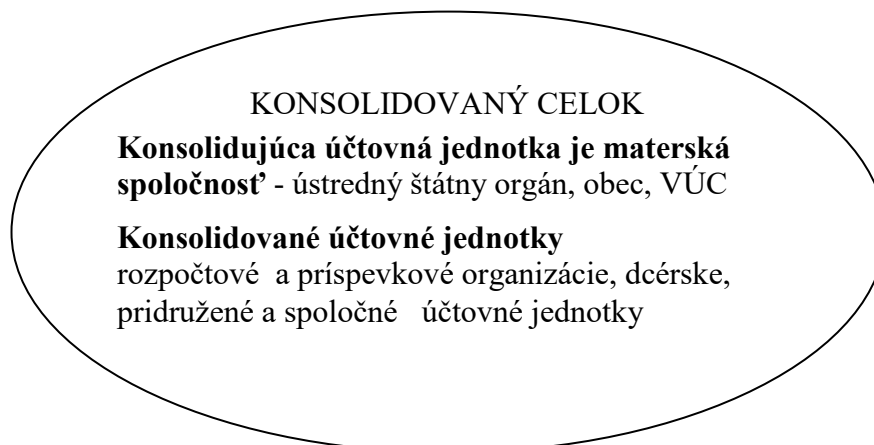 KONSOLIDOVANÝ CELOK
Konsolidujúca účtovná jednotka je materská
spoločnosť - ústredný štátny orgán, obec, VÚC
Konsolidované účtovné jednotky
rozpočtové a príspevkové organizácie, dcérske,
pridružené a spoločné účtovné jednotky